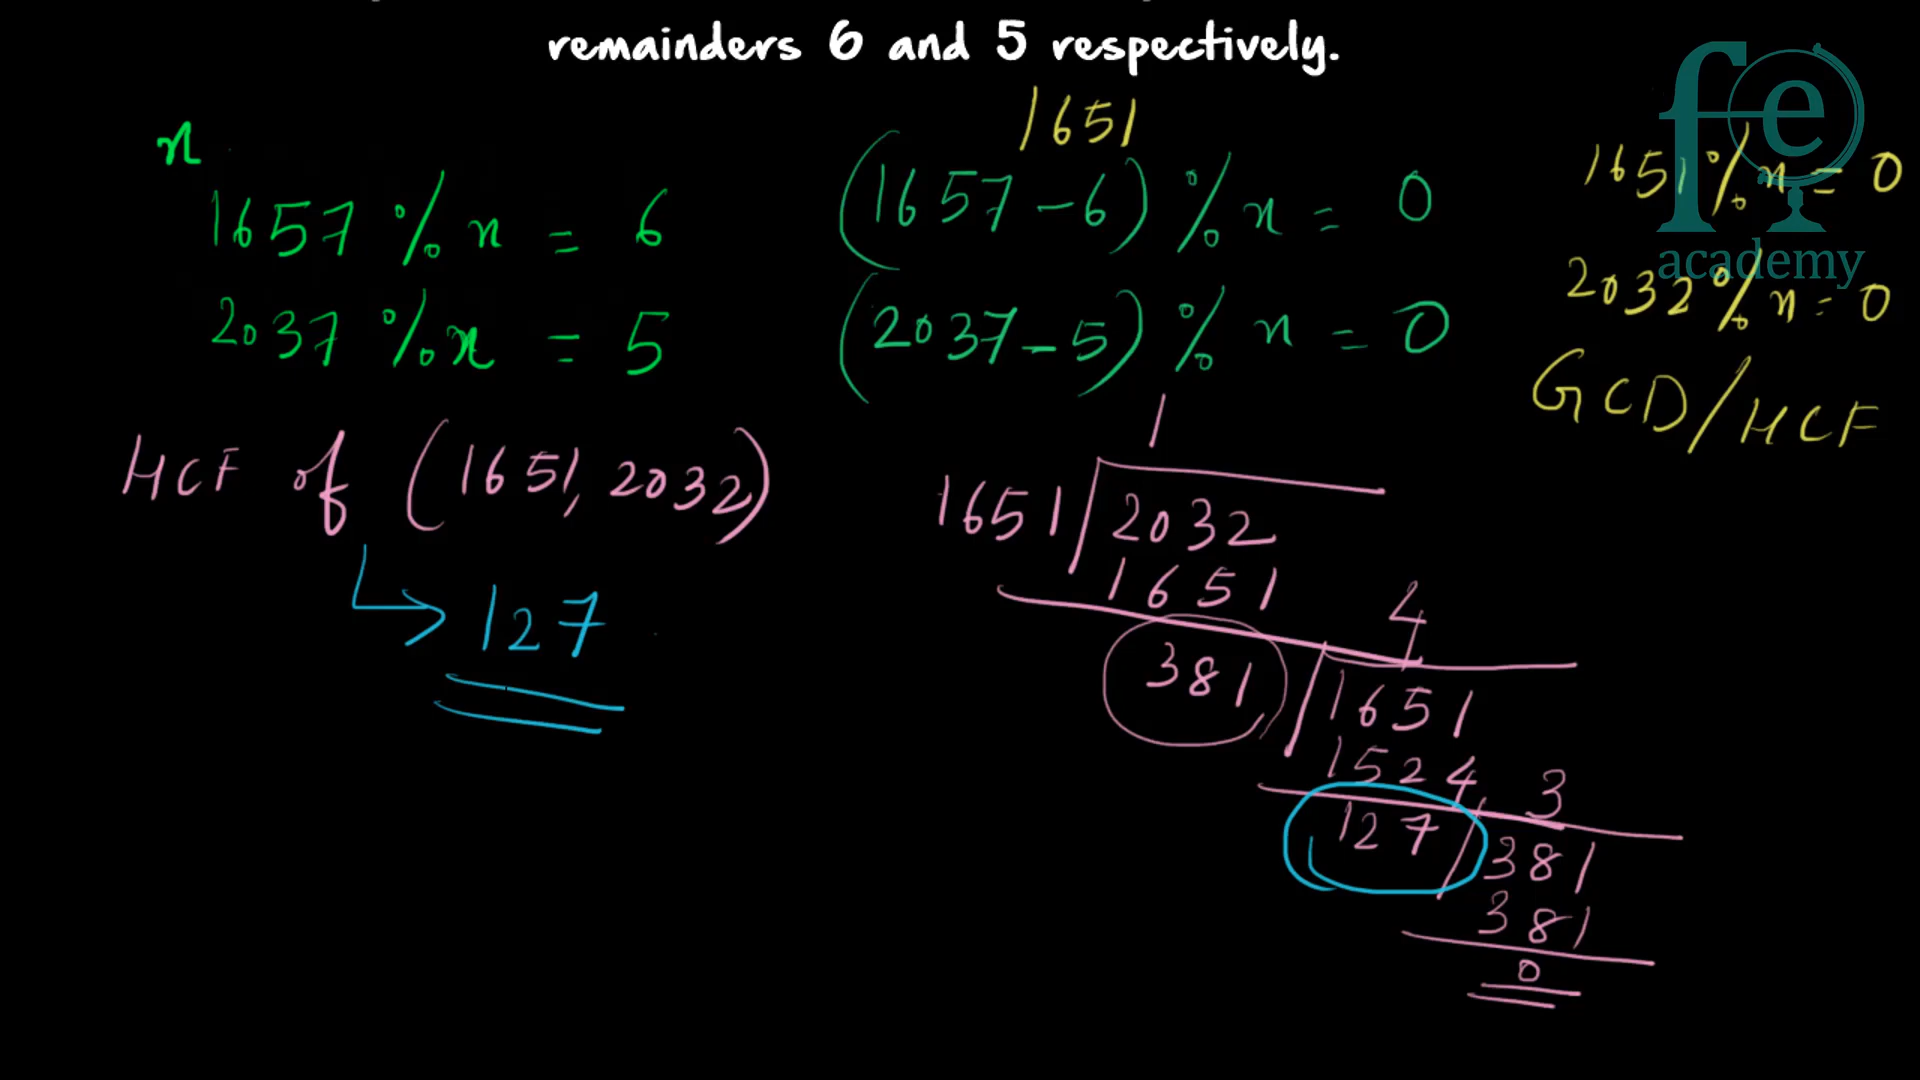 remainders 6 and 5 respectively.
fe
academy
n
1657 % n = 6
2037 % n = 5
1651
(1657 - 6) % n = 0
(2037 - 5) % n = 0
1651 % n = 0
2032 % n = 0
GCD/HCF
HCF of (1651, 2032)
127
1
1651 2032
1651
4
381, 1651
1524,
3
127 381
381
0